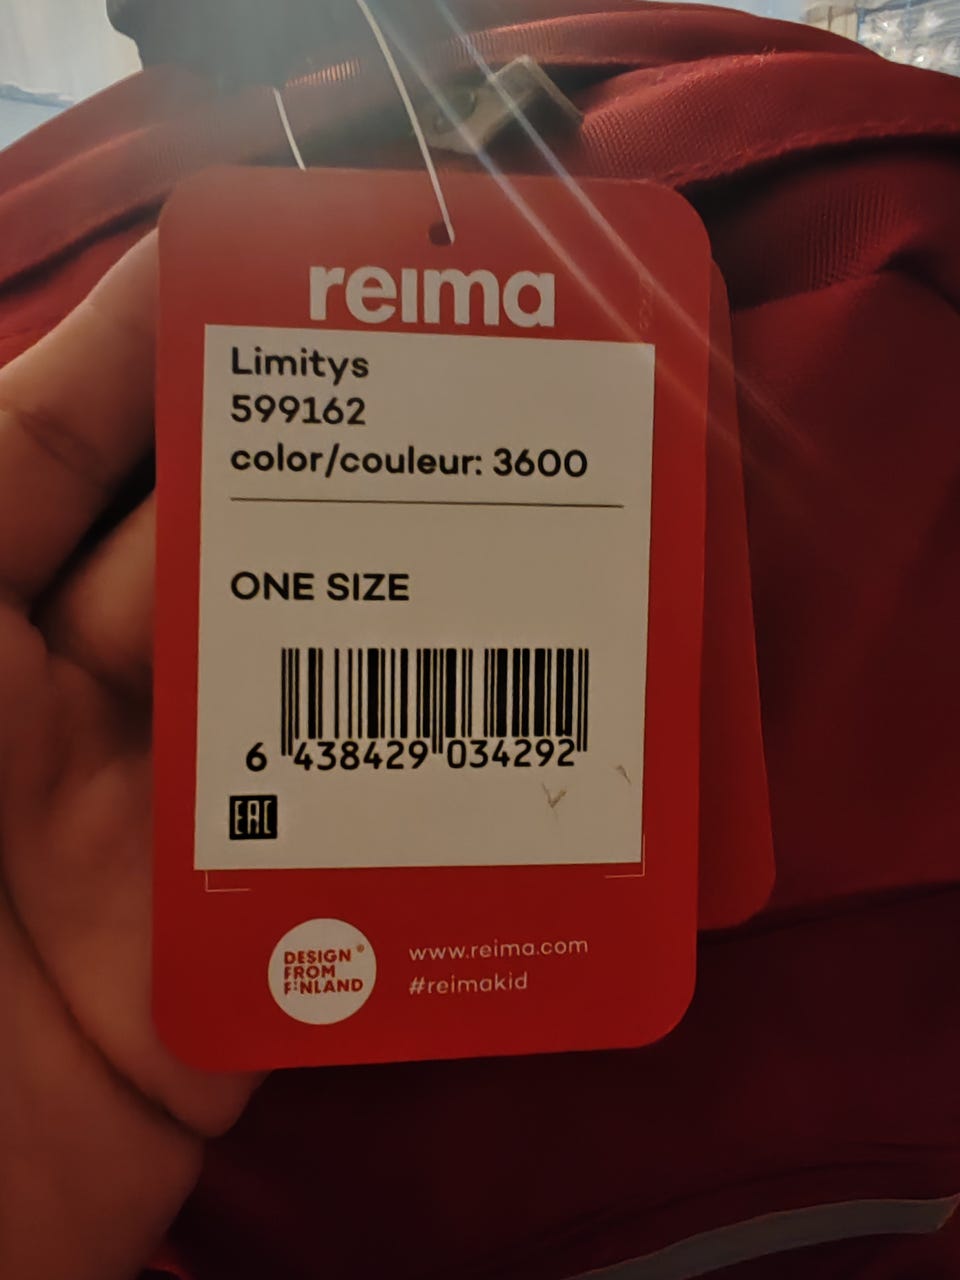 reima
Limitys
599162
color/couleur: 3600
ONE SIZE
6 438429 034292
EAC
DESIGN ®
FROM
FINLAND
www.reima.com
#reimakid